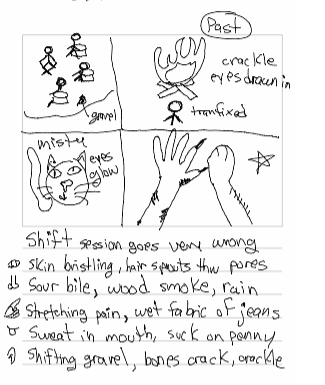 Past
crackle
eyes drawn in
gravel
tranfixed
misty
eyes
glow
Shift session goes very wrong
skin bristling, hair sprouts thru pores
Sour bile, wood smoke, rain
Stretching pain, wet fabric of jeans
Sweat in mouth, suck on penny
Shifting gravel, bones crack, crackle